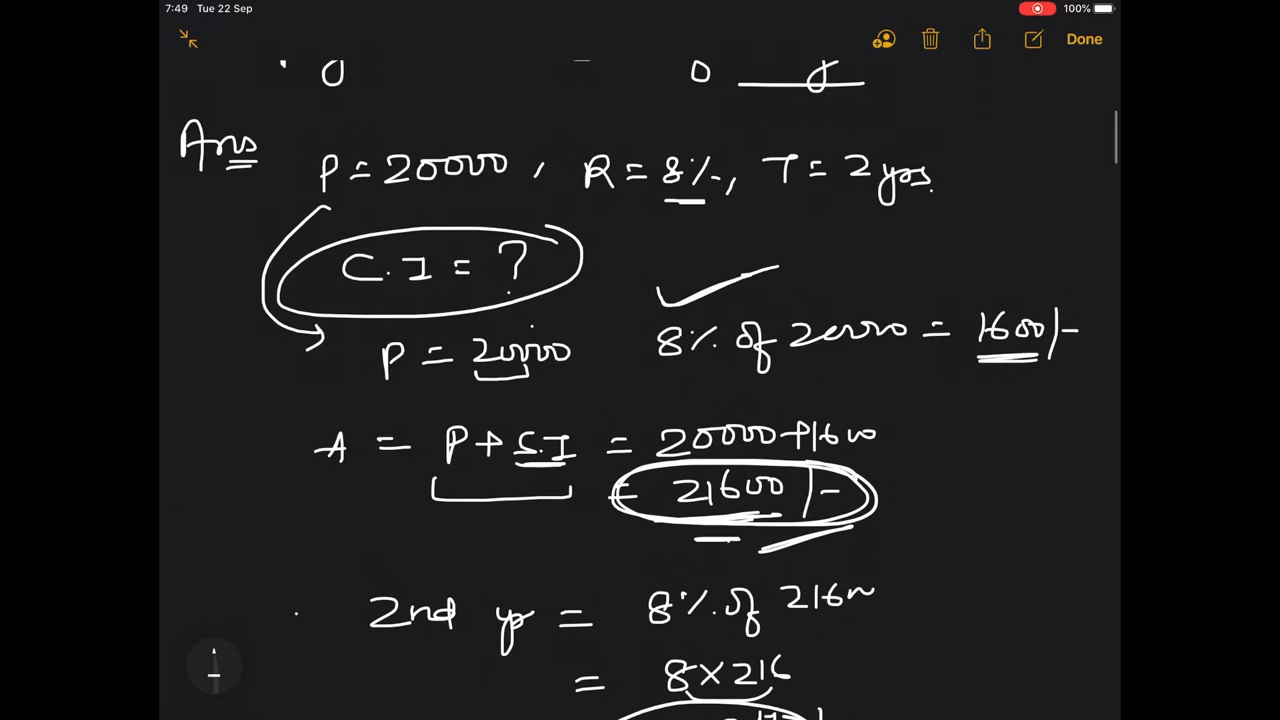 7:49 Tue 22 Sep 100%
Done
Ans
P = 20000, R = 8%, T = 2 yrs.
C.I = ?
P = 20000 8% of 20000 = 1600/-
A = P + S.I = 20000 + 1600
= 21600/-
2nd yr = 8% of 21600
= 8 × 216